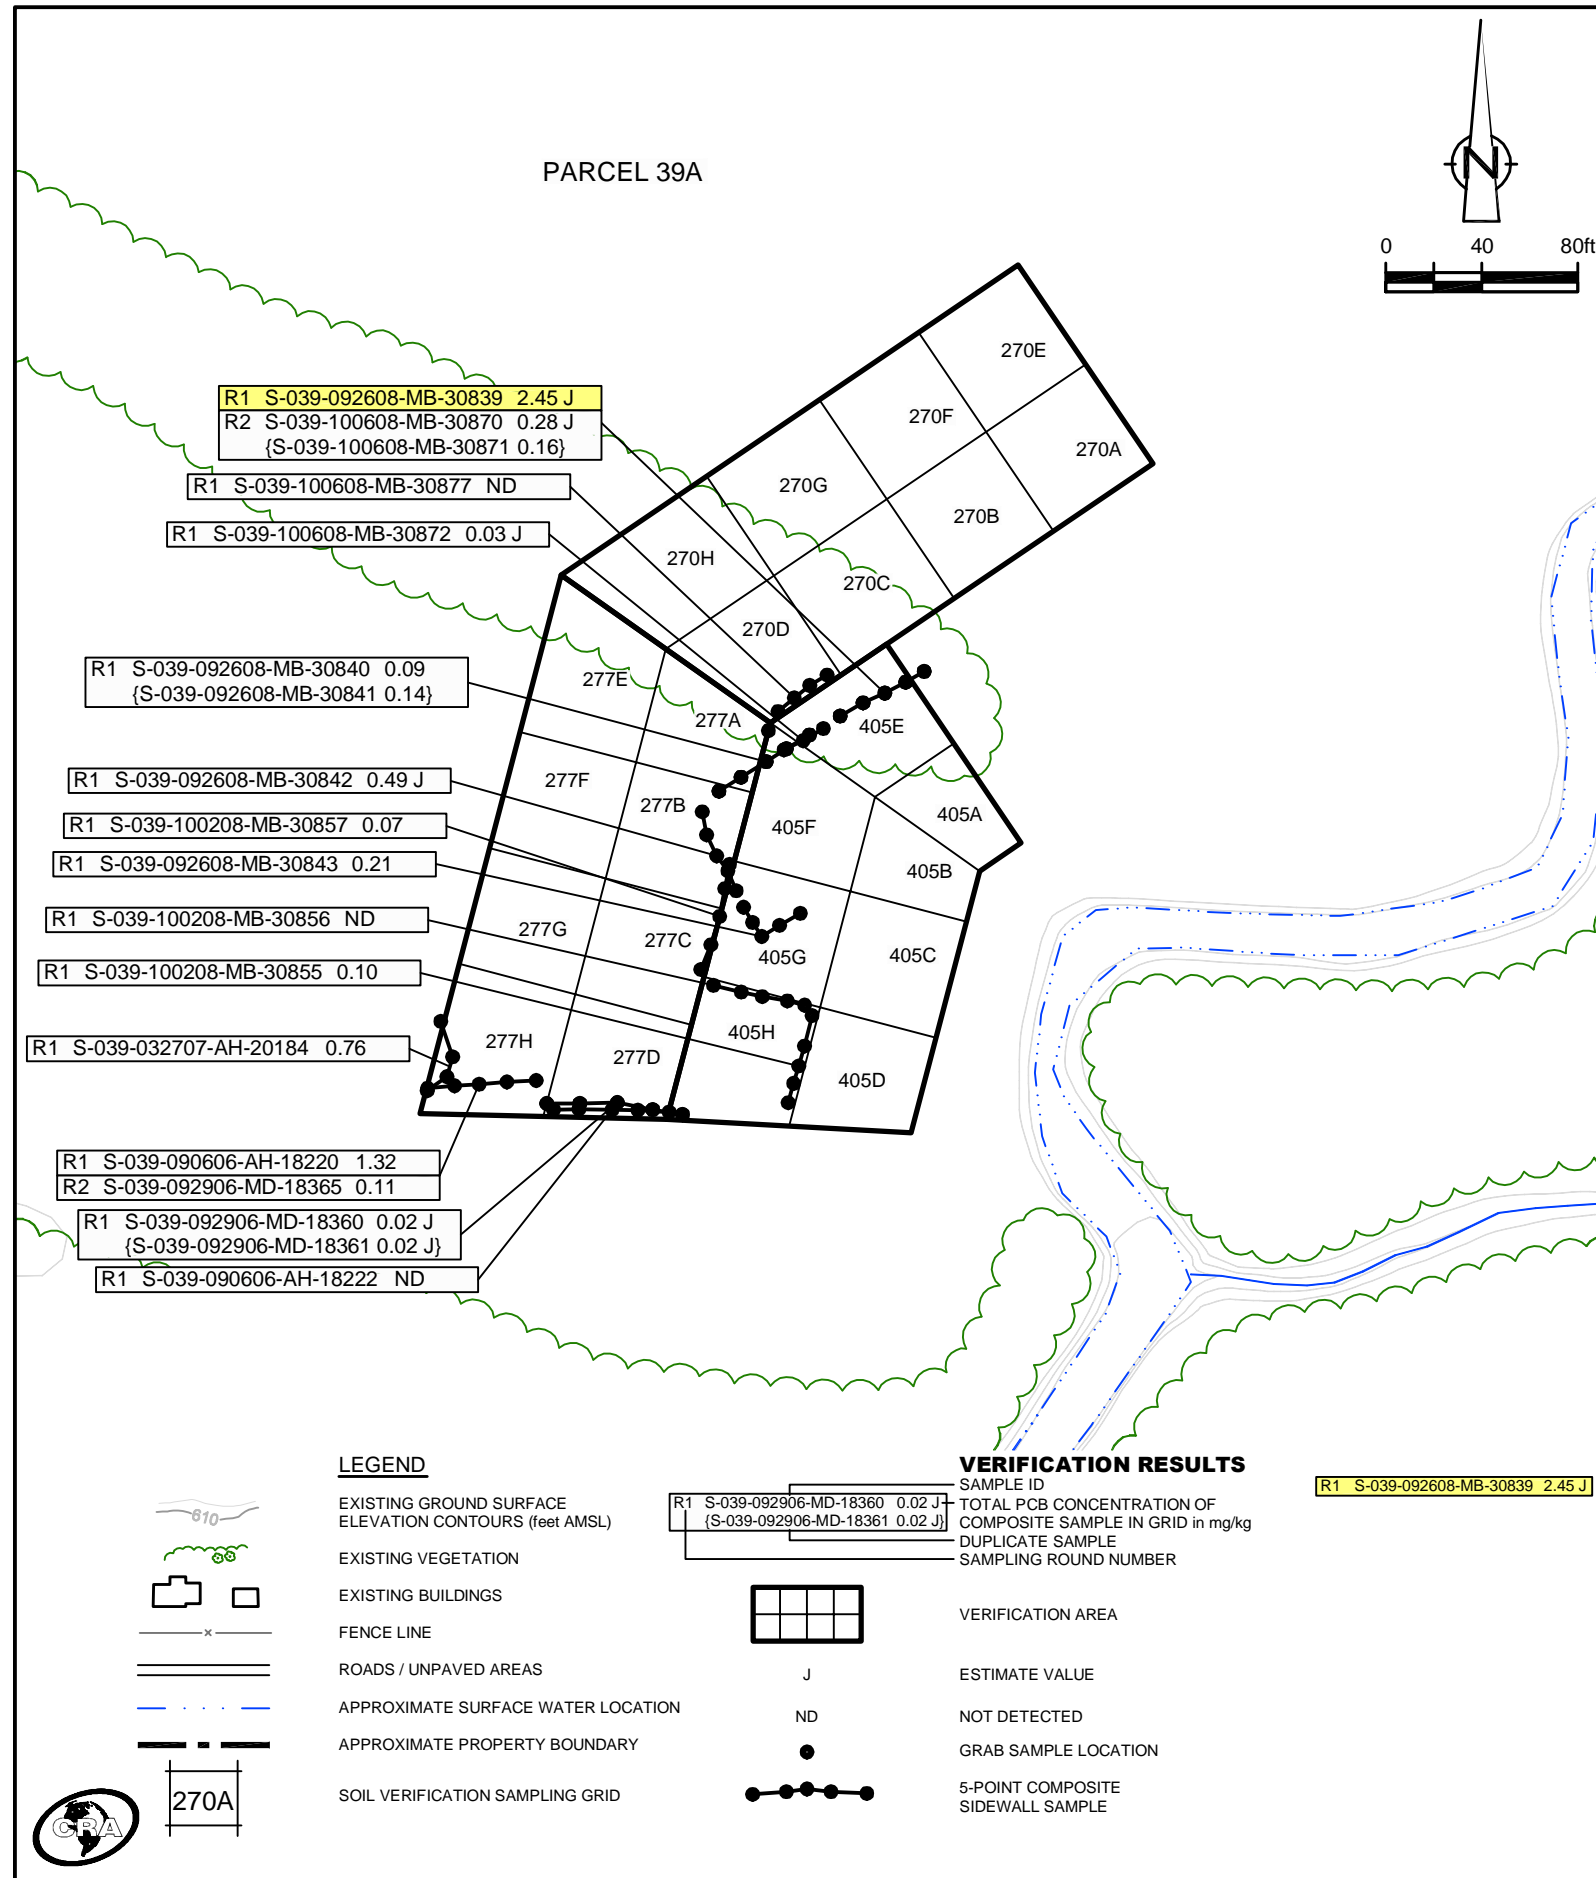 PARCEL 39A
N
0 40 80ft
R1 S-039-092608-MB-30839 2.45 J
R2 S-039-100608-MB-30870 0.28 J
{S-039-100608-MB-30871 0.16}
R1 S-039-100608-MB-30877 ND
R1 S-039-100608-MB-30872 0.03 J
R1 S-039-092608-MB-30840 0.09
{S-039-092608-MB-30841 0.14}
R1 S-039-092608-MB-30842 0.49 J
R1 S-039-100208-MB-30857 0.07
R1 S-039-092608-MB-30843 0.21
R1 S-039-100208-MB-30856 ND
R1 S-039-100208-MB-30855 0.10
R1 S-039-032707-AH-20184 0.76
R1 S-039-090606-AH-18220 1.32
R2 S-039-092906-MD-18365 0.11
R1 S-039-092906-MD-18360 0.02 J
{S-039-092906-MD-18361 0.02 J}
R1 S-039-090606-AH-18222 ND
270E
270F
270A
270G
270B
270H
270C
270D
277E
277A
405E
277F
277B
405F
405A
405B
277G
277C
405G
405C
277H
277D
405H
405D
LEGEND
610
EXISTING GROUND SURFACE
ELEVATION CONTOURS (feet AMSL)
EXISTING VEGETATION
EXISTING BUILDINGS
x
FENCE LINE
ROADS / UNPAVED AREAS
APPROXIMATE SURFACE WATER LOCATION
APPROXIMATE PROPERTY BOUNDARY
270A
SOIL VERIFICATION SAMPLING GRID
CRA
VERIFICATION RESULTS
R1 S-039-092906-MD-18360 0.02 J
{S-039-092906-MD-18361 0.02 J}
SAMPLE ID
TOTAL PCB CONCENTRATION OF
COMPOSITE SAMPLE IN GRID in mg/kg
DUPLICATE SAMPLE
SAMPLING ROUND NUMBER
VERIFICATION AREA
J
ESTIMATE VALUE
ND
NOT DETECTED
GRAB SAMPLE LOCATION
5-POINT COMPOSITE
SIDEWALL SAMPLE
R1 S-039-092608-MB-30839 2.45 J